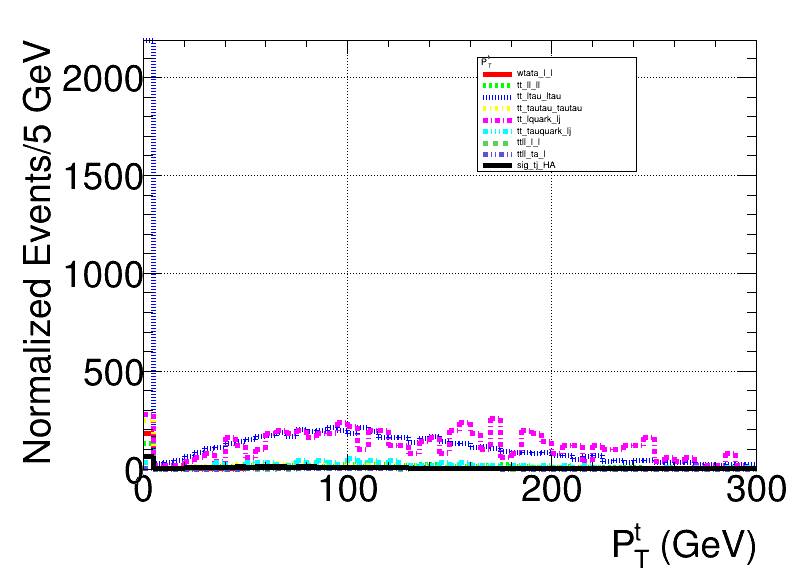 Normalized Events/5 GeV
2000
1500
1000
500
0
0 100 200 300
P_T^t (GeV)
P_T^t
wtata_l_l
tt_ll_ll
tt_ltau_ltau
tt_tautau_tautau
tt_lquark_lj
tt_tauquark_lj
ttll_l_l
ttll_ta_l
sig_tj_HA